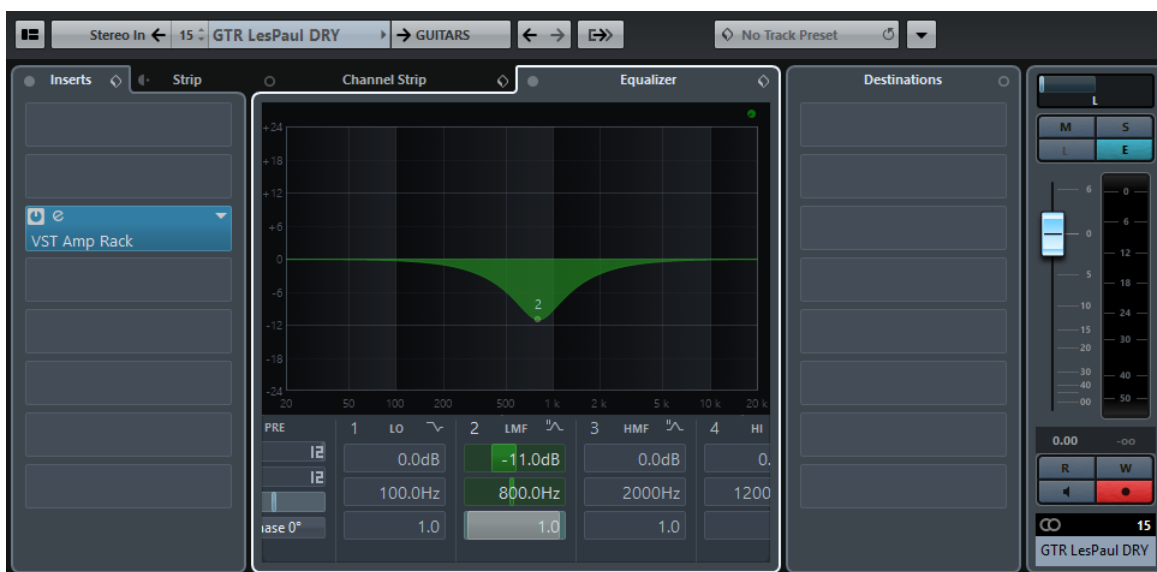 Stereo In 15 GTR LesPaul DRY GUITARS No Track Preset
Inserts Strip Channel Strip Equalizer Destinations
L
M S
L E
VST Amp Rack
+24
+18
+12
+6
0
-6
-12
-18
-24
2
20 50 100 200 500 1 k 2 k 5 k 10 k 20 k
PRE 1 LO 2 LMF 3 HMF 4 HI
0.0dB -11.0dB 0.0dB 0.
100.0Hz 800.0Hz 2000Hz 1200
ase 0° 1.0 1.0 1.0
6
0
5
10
15
20
30
40
00
0
6
12
18
24
30
40
50
0.00 -oo
R W
15
GTR LesPaul DRY